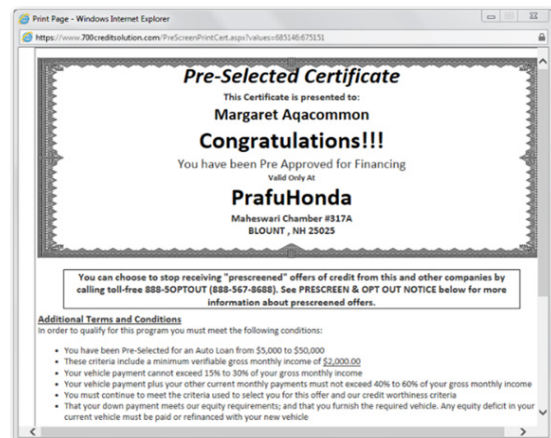 Print Page - Windows Internet Explorer
https://www.700creditsolution.com/PreScreenPrintCert.aspx?values=685146:675151
Pre-Selected Certificate
This Certificate is presented to:
Margaret Aqacommon
Congratulations!!!
You have been Pre Approved for Financing
Valid Only At
PrafuHonda
Maheswari Chamber #317A
BLOUNT , NH 25025
You can choose to stop receiving "prescreened" offers of credit from this and other companies by
calling toll-free 888-5OPTOUT (888-567-8688). See PRESCREEN & OPT OUT NOTICE below for more
information about prescreened offers.
Additional Terms and Conditions
In order to qualify for this program you must meet the following conditions:
• You have been Pre-Selected for an Auto Loan from $5,000 to $50,000
• These criteria include a minimum verifiable gross monthly income of $2,000.00
• Your vehicle payment cannot exceed 15% to 30% of your gross monthly income
• Your vehicle payment plus your other current monthly payments must not exceed 40% to 60% of your gross monthly income
• You must continue to meet the criteria used to select you for this offer and our credit worthiness criteria
• That your down payment meets our equity requirements; and that you furnish the required vehicle. Any equity deficit in your
current vehicle must be paid or refinanced with your new vehicle